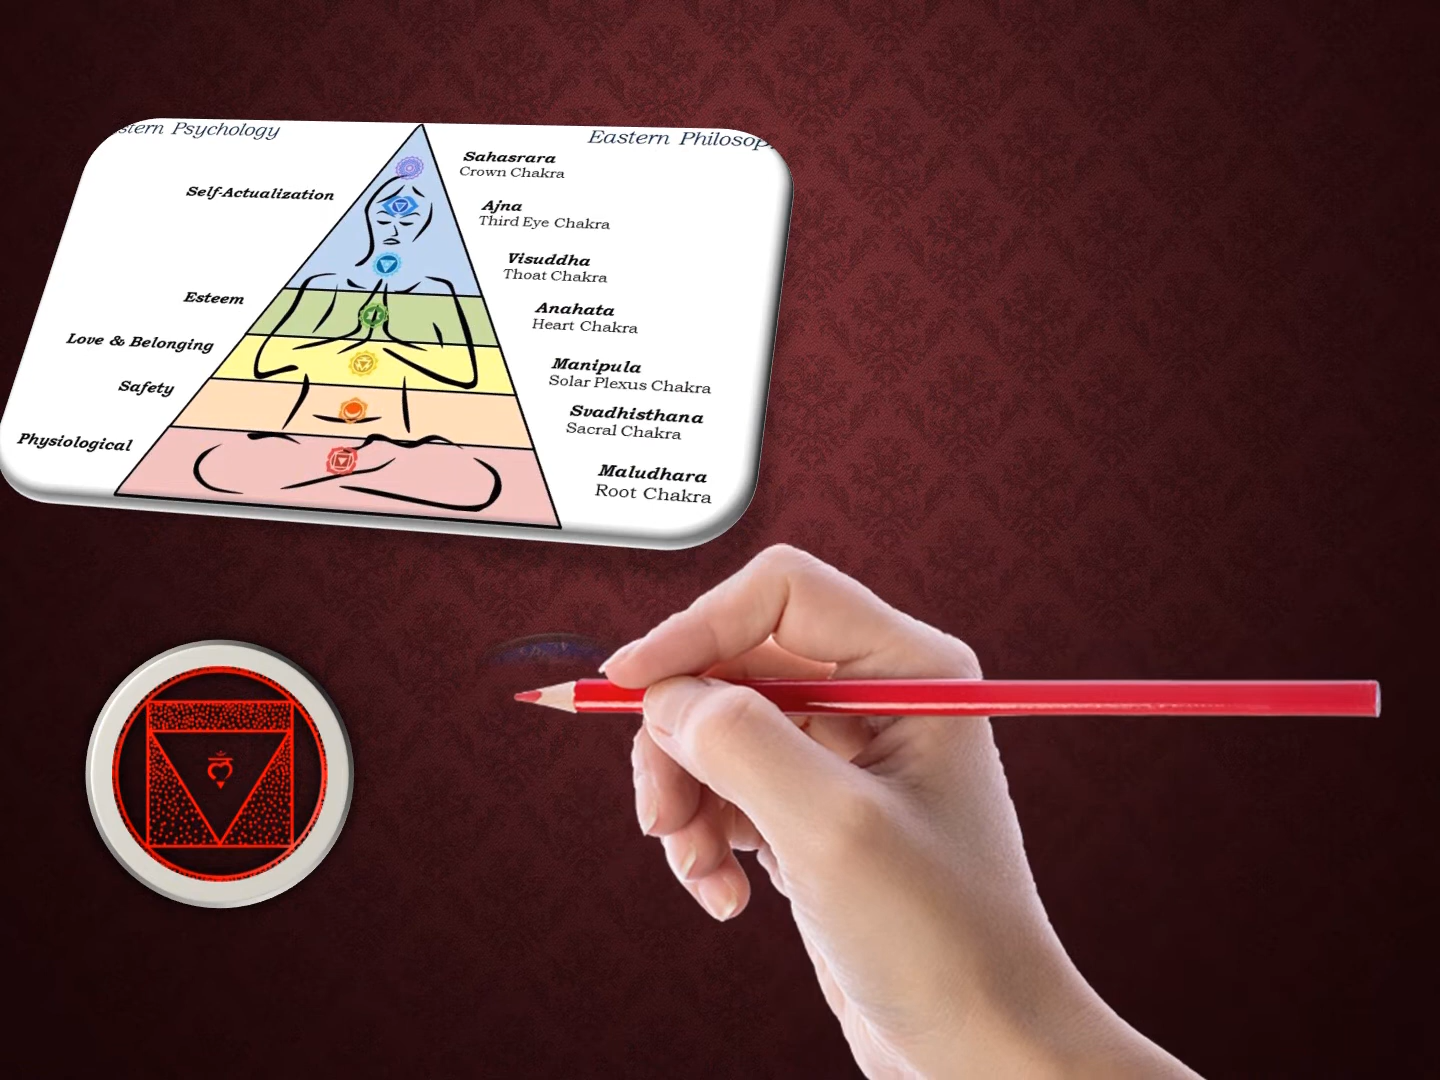 stern Psychology
Eastern Philosop
Sahasrara
Crown Chakra
Self-Actualization
Ajna
Third Eye Chakra
Visuddha
Thoat Chakra
Esteem
Anahata
Heart Chakra
Love & Belonging
Manipula
Solar Plexus Chakra
Safety
Svadhisthana
Sacral Chakra
Physiological
Maludhara
Root Chakra